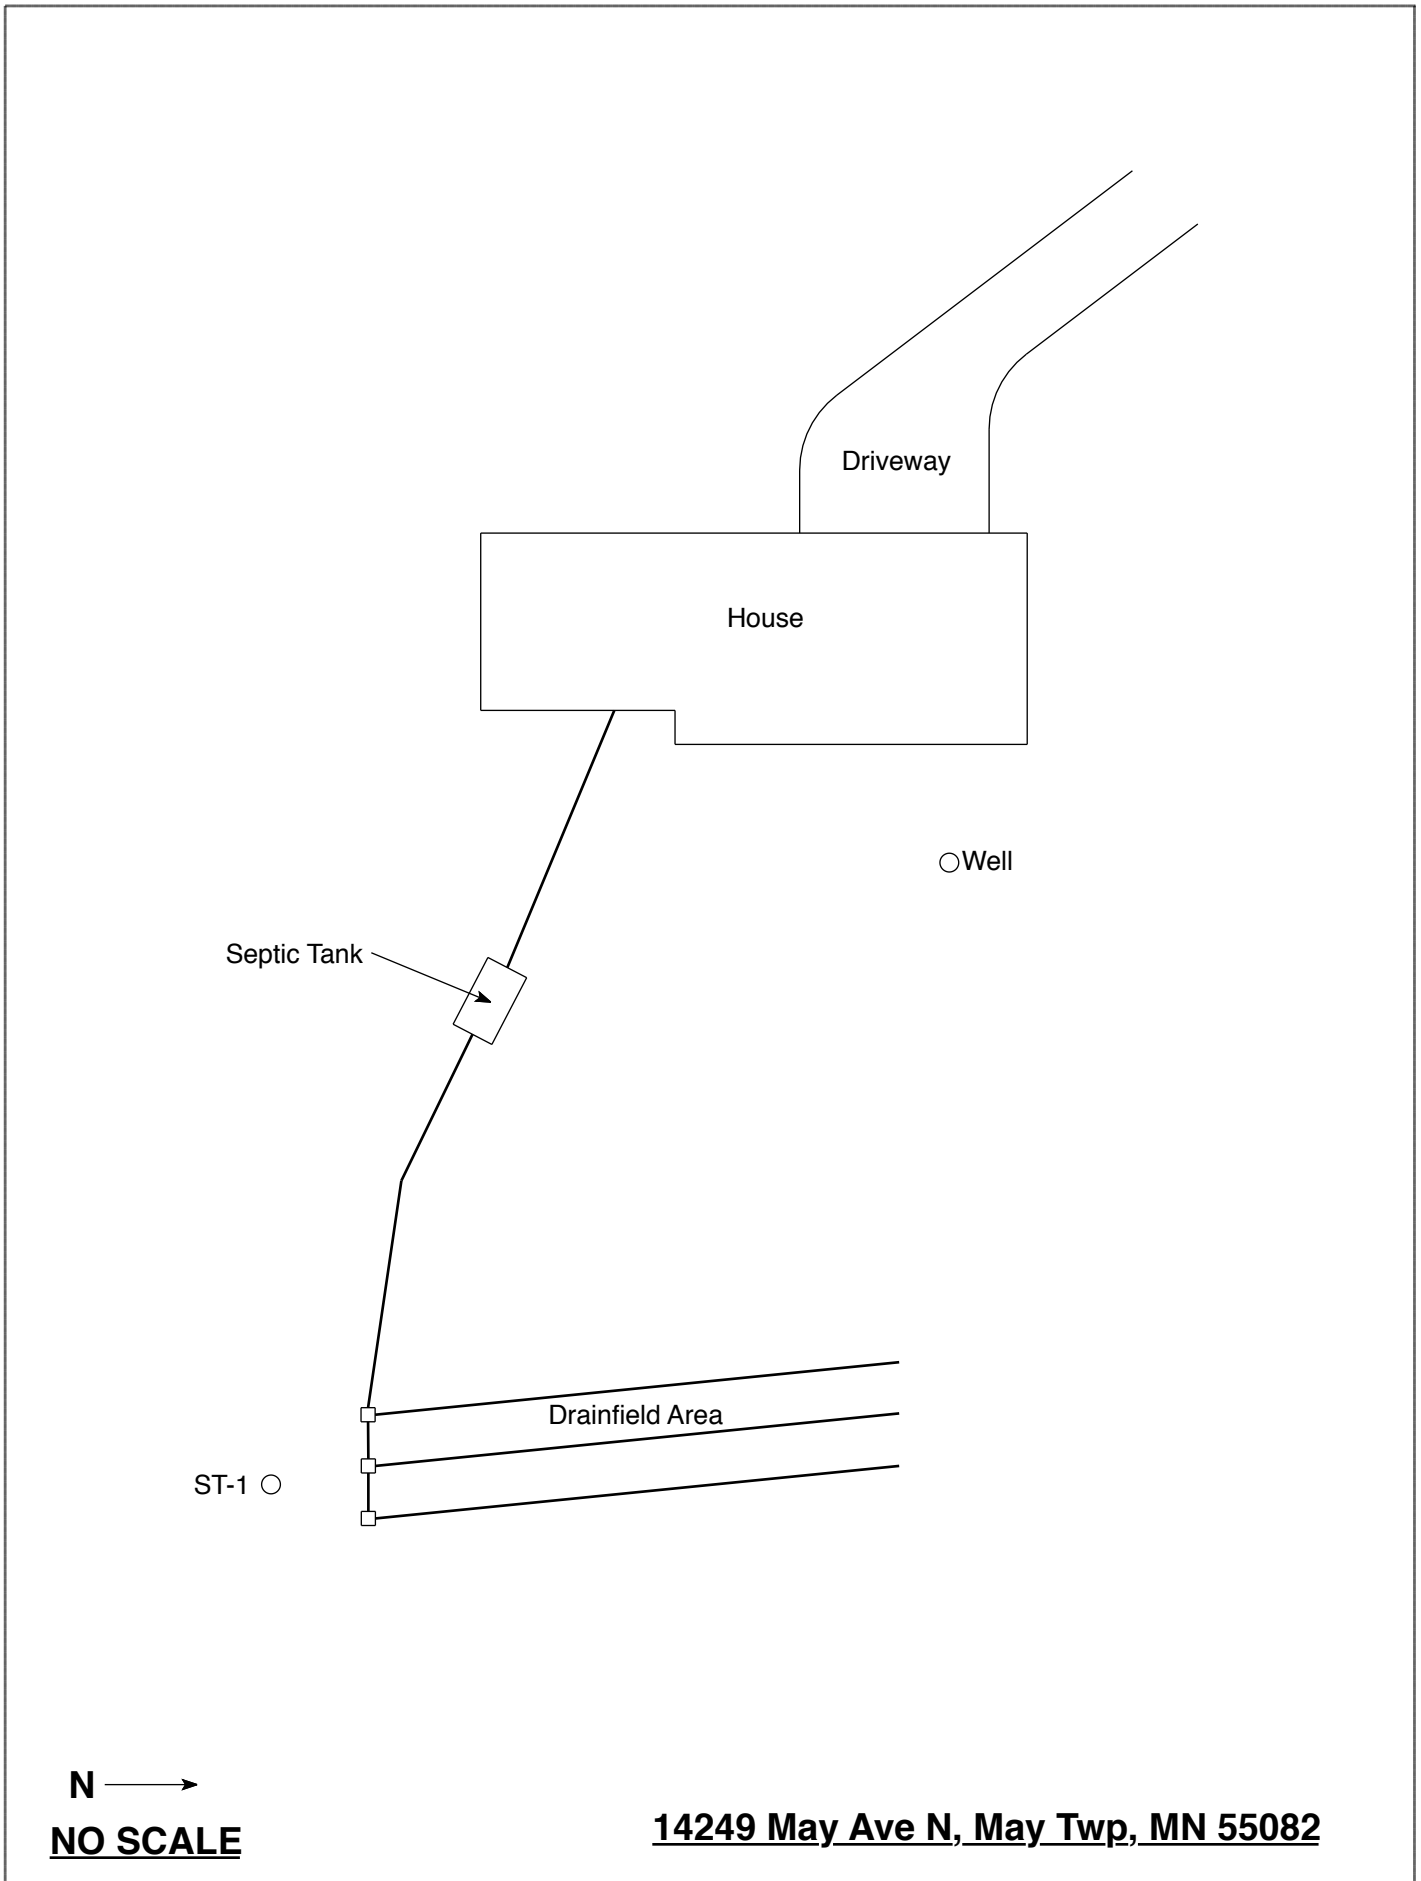 Driveway
House
Well
Septic Tank
Drainfield Area
ST-1
N
NO SCALE
14249 May Ave N, May Twp, MN 55082